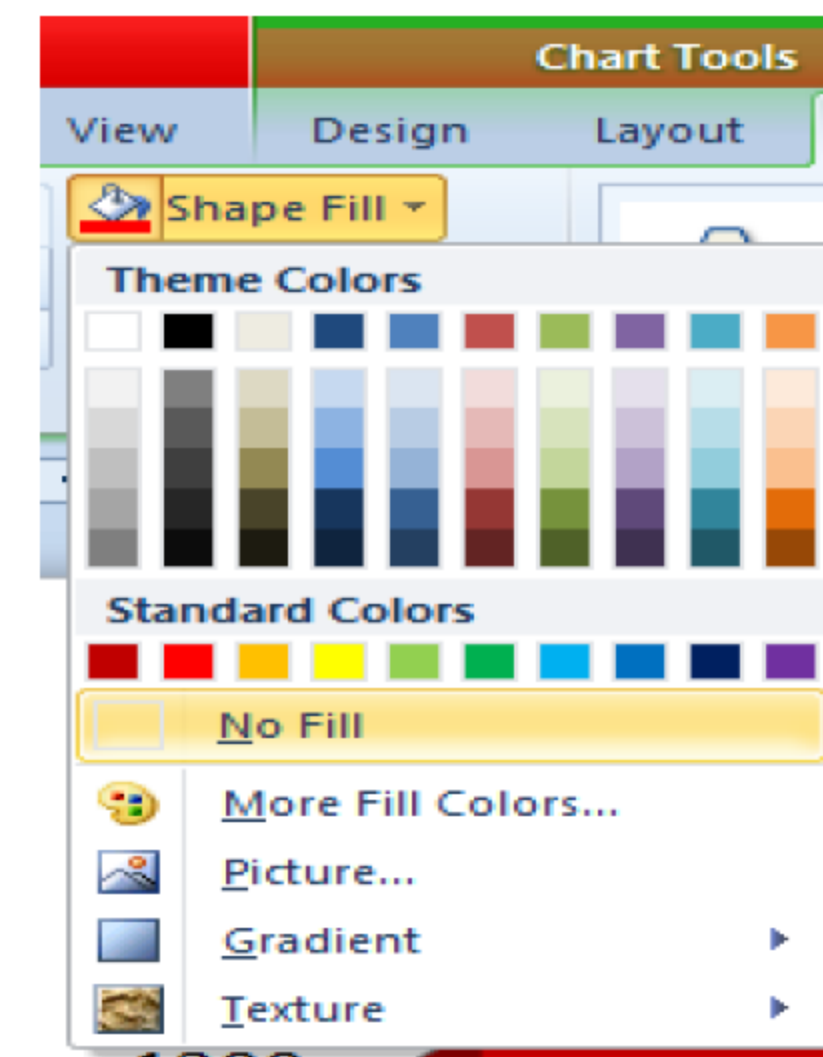 Chart Tools
View Design Layout
Shape Fill
Theme Colors
Standard Colors
No Fill
More Fill Colors...
Picture...
Gradient
Texture